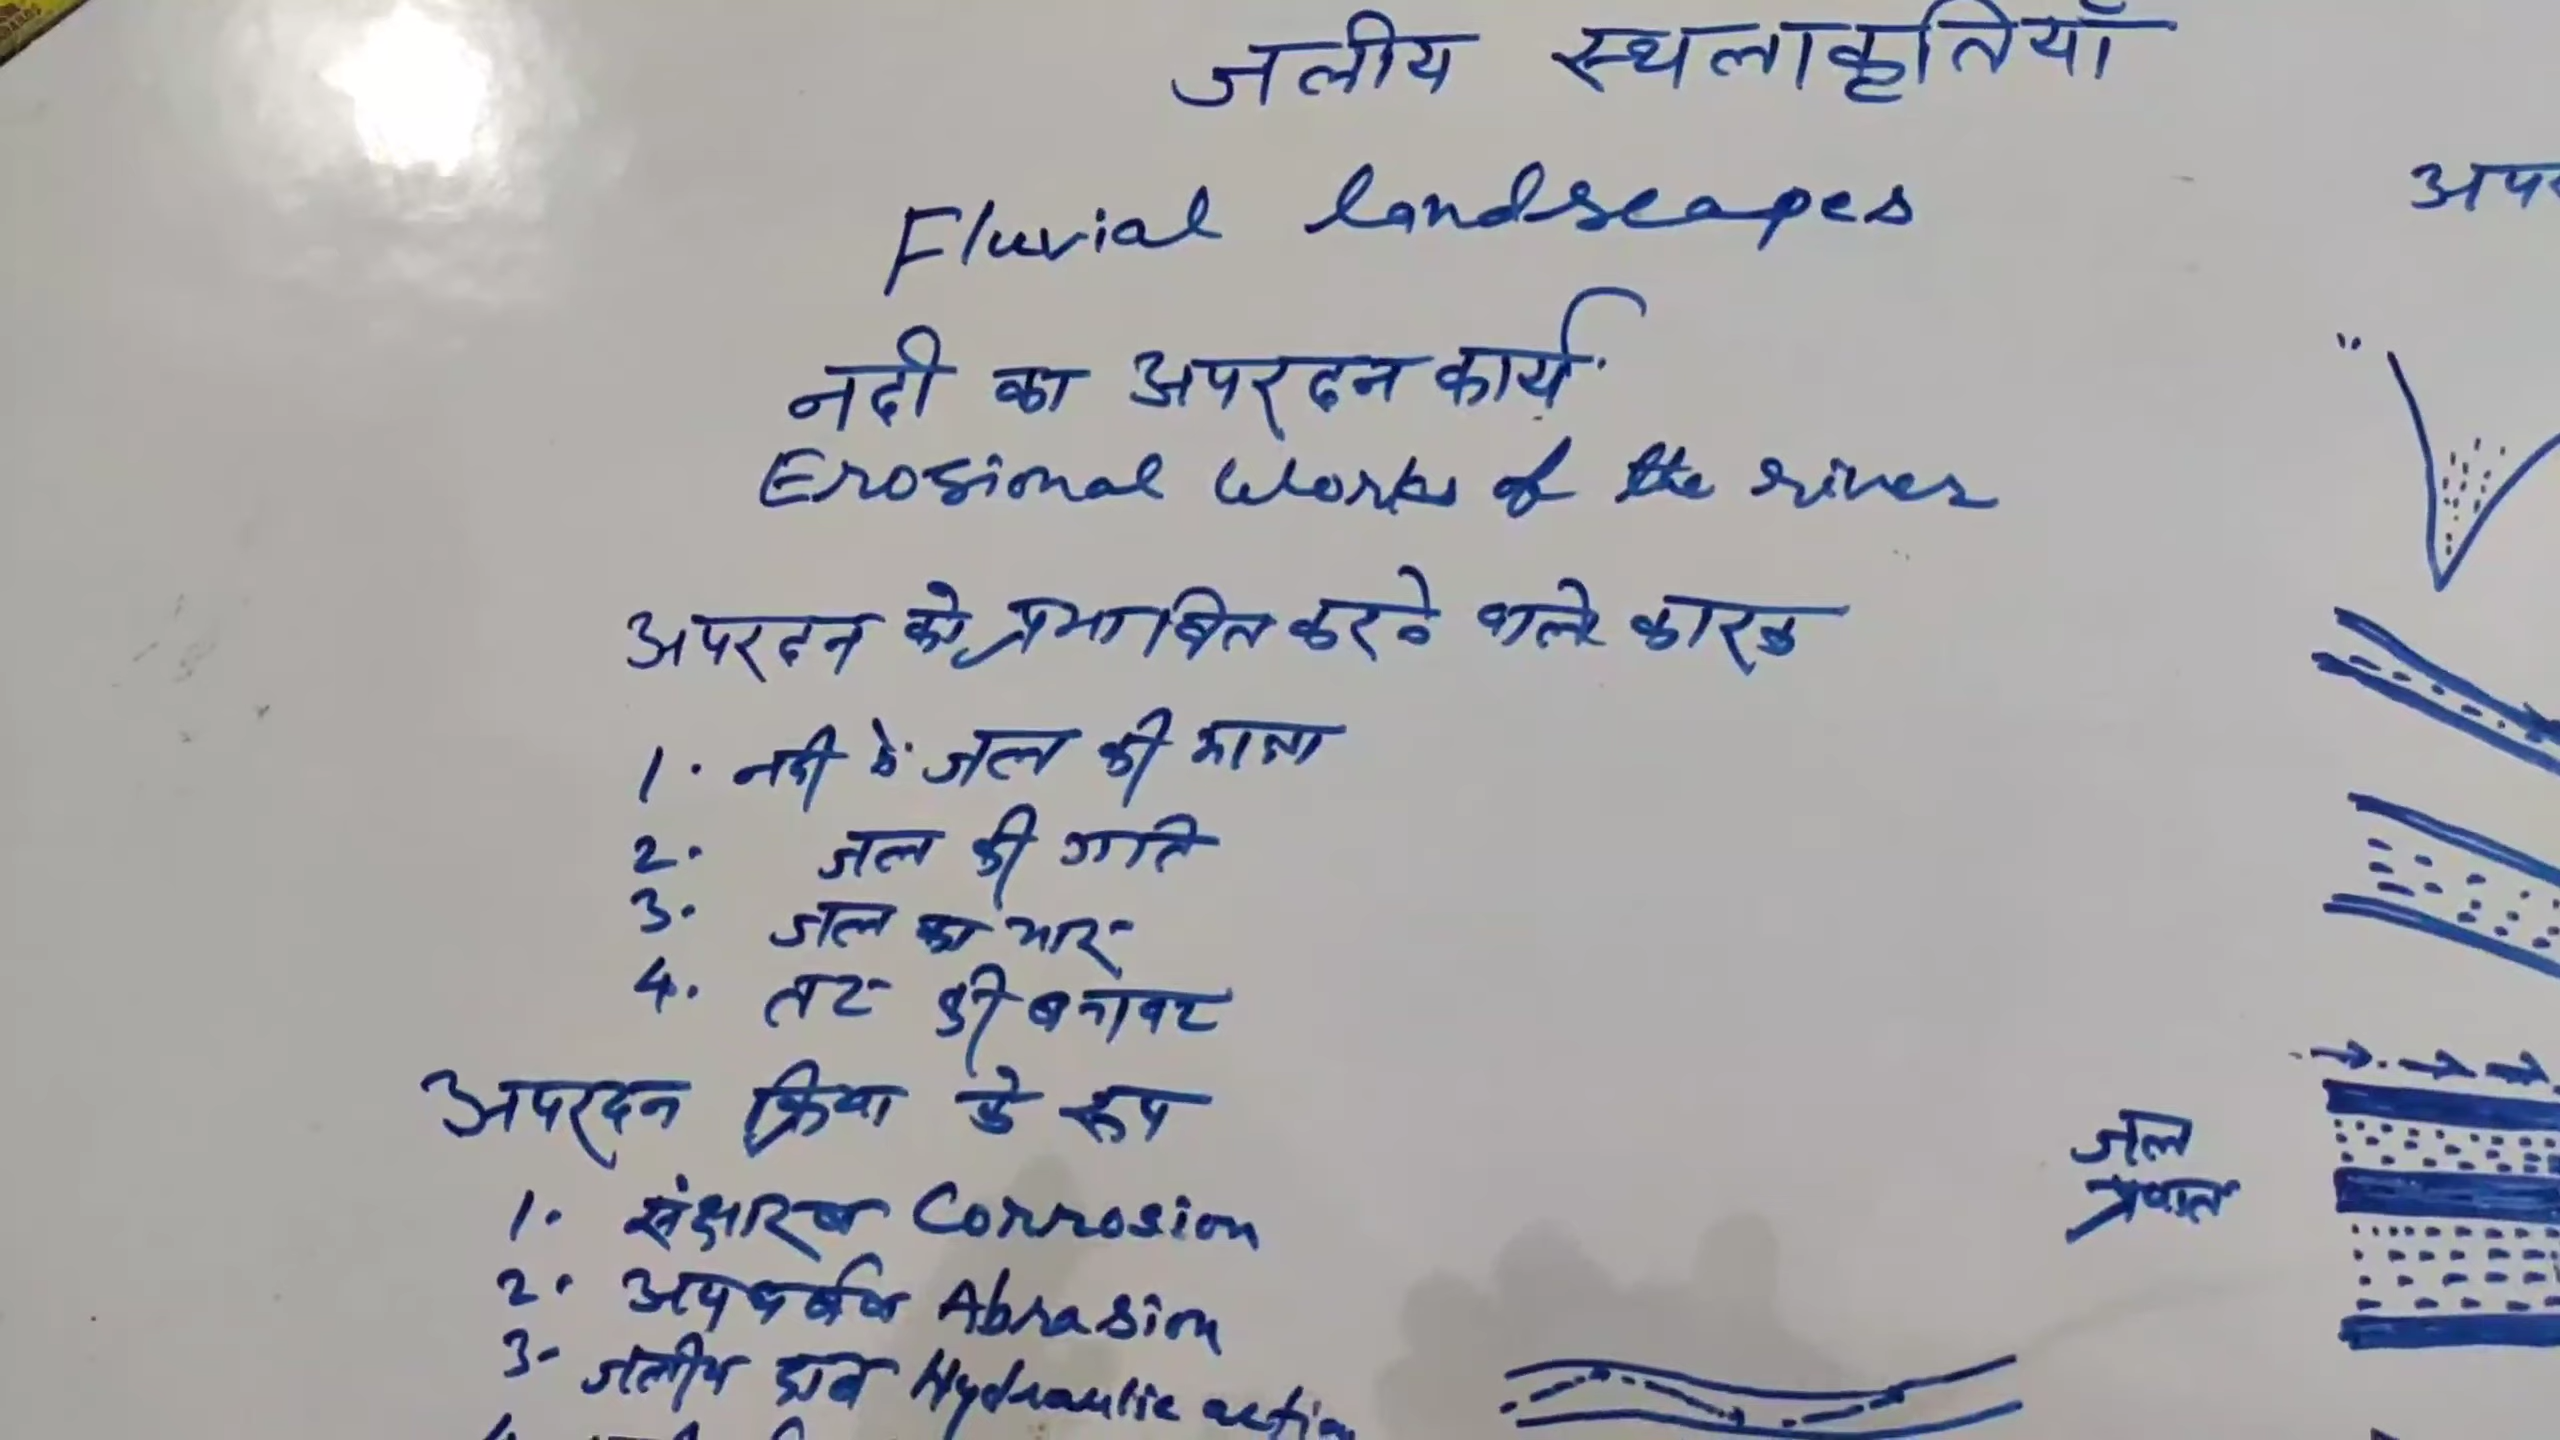 जलीय स्थलाकृतियाँ
Fluvial landscapes
नदी का अपरदन कार्य
Erosional Works of the river
अपरदन को प्रभावित करने वाले कारक
1. नदी के जल की मात्रा
2. जल की गति
3. जल का भार
4. तट की बनावट
अपरदन क्रिया के रूप
1. संक्षारण Corrosion
2. अपघर्षण Abrasion
3- जलीय दाब Hydraulic action
जल
प्रपात